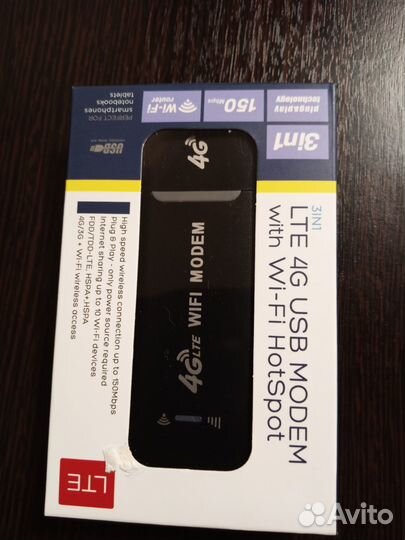 3in1
plug&play
technology
150 Mbps
Wi-Fi
router
PERFECT FOR
smartphones
notebooks
tablets
USB
3IN1
LTE 4G USB MODEM
with Wi-Fi HotSpot
4G
4G LTE WIFI MODEM
High speed wireless connection up to 150Mbps
Plug & Play - only power source required
Internet sharing up to 10 Wi-Fi devices
FDD/TDD-LTE, HSPA+,HSPA
4G/3G + Wi-Fi wireless access
LTE
Avito